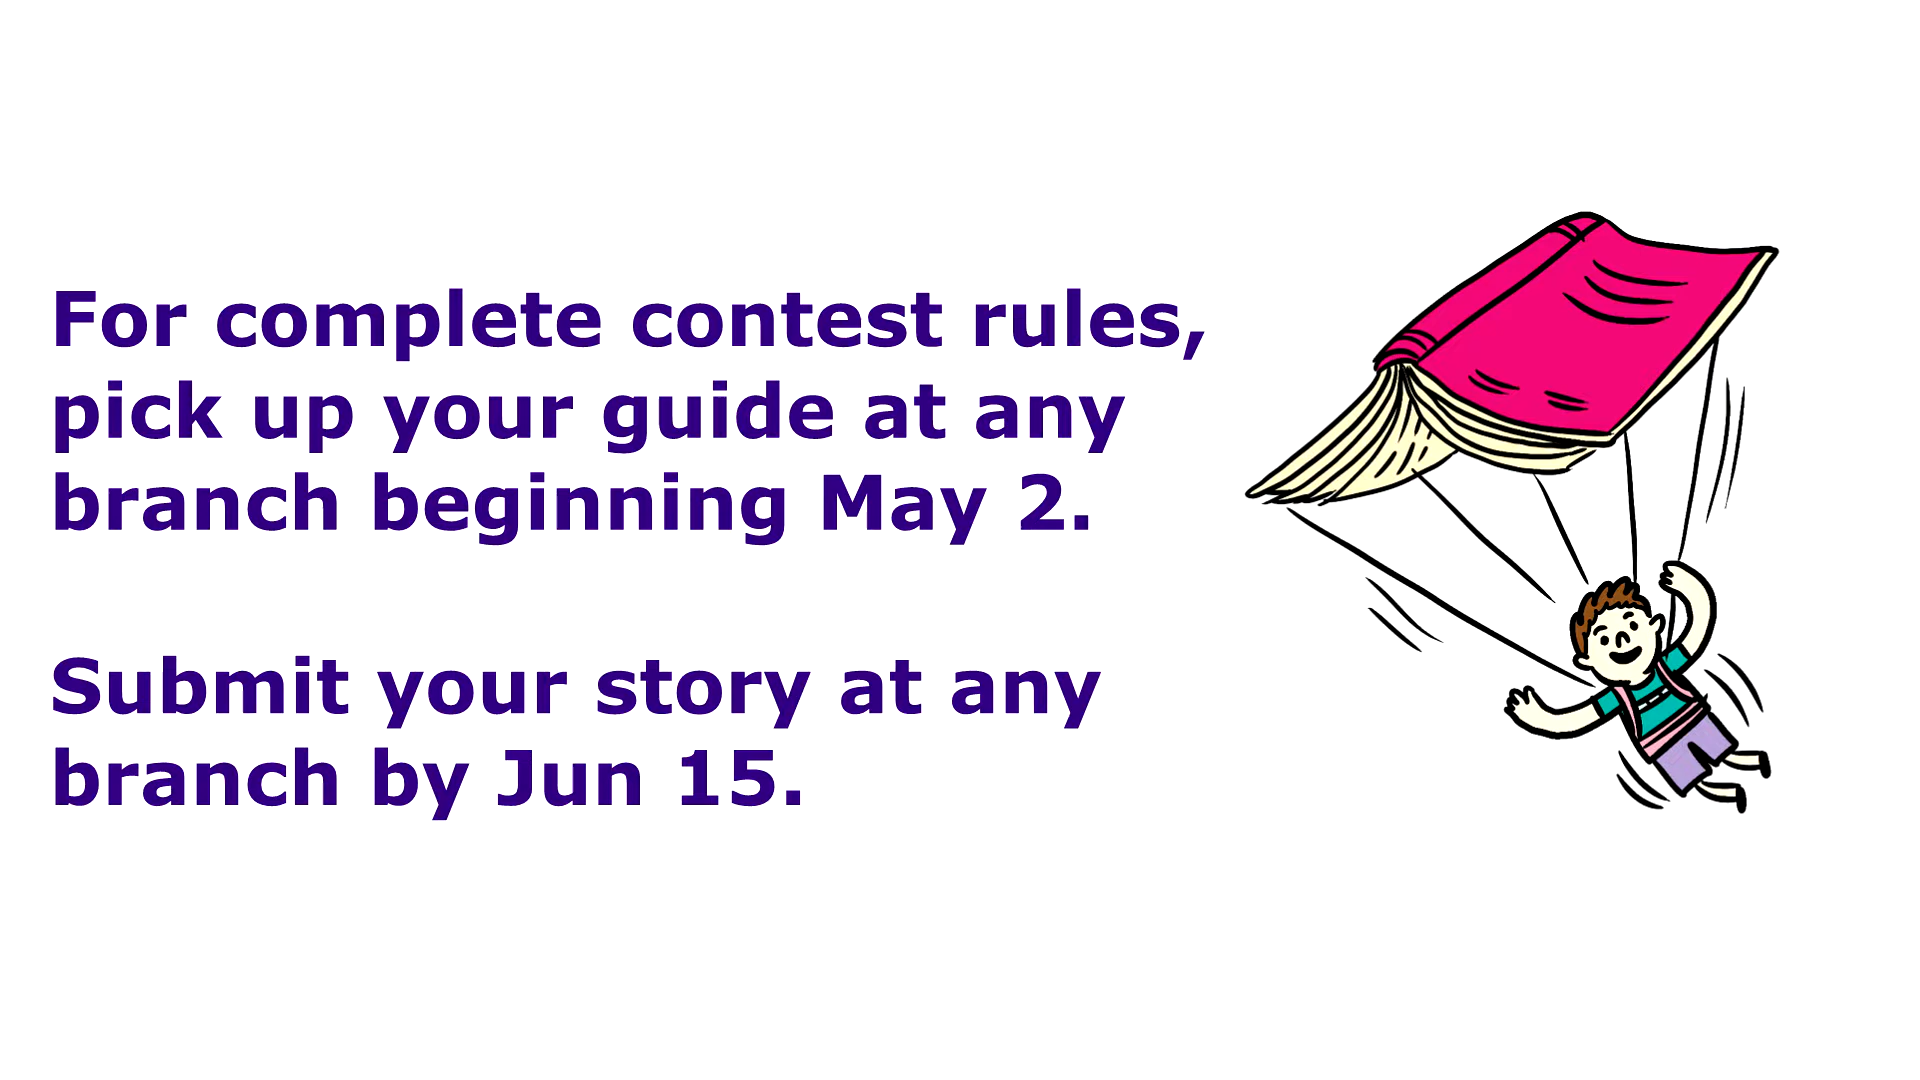 For complete contest rules,
pick up your guide at any
branch beginning May 2.
Submit your story at any
branch by Jun 15.